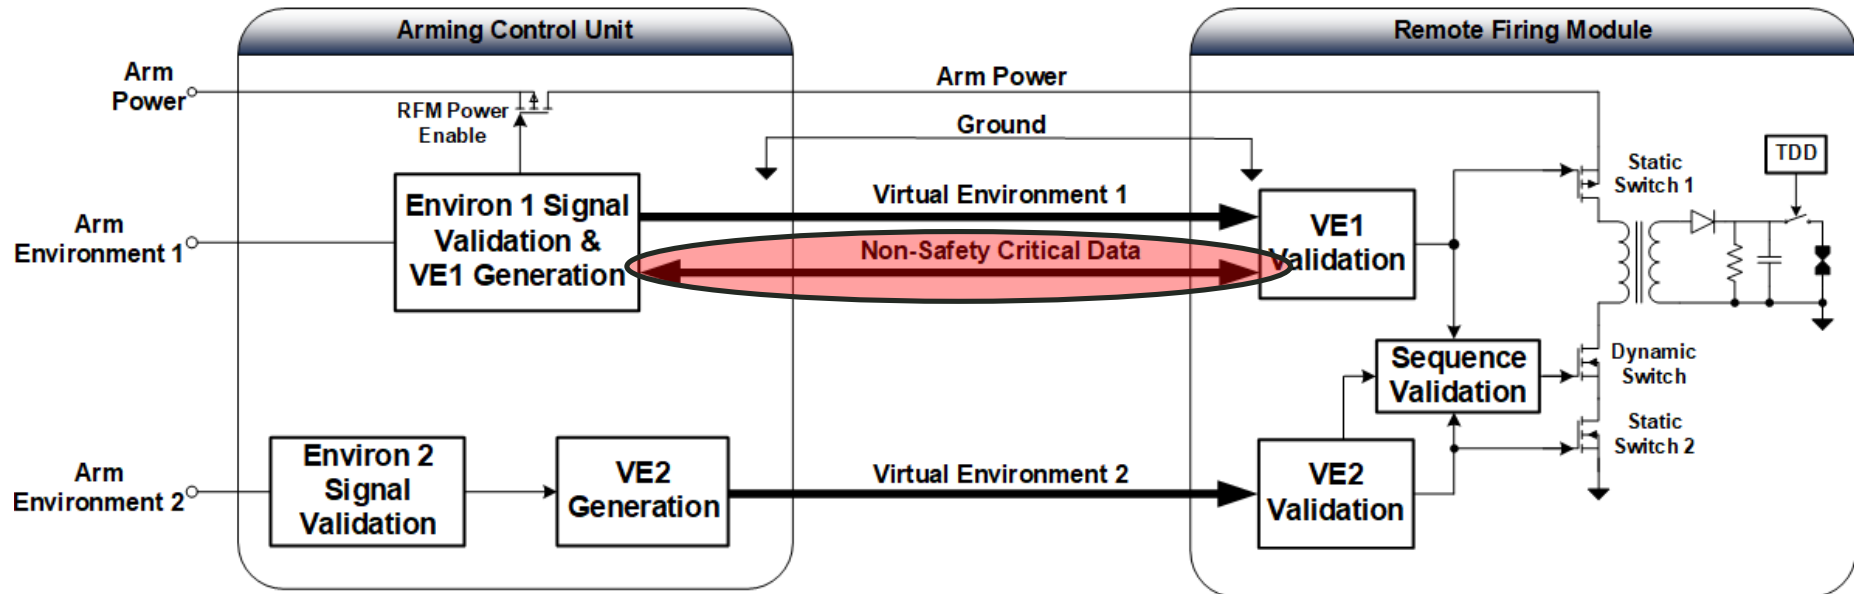 Arming Control Unit
Remote Firing Module
Arm
Power
RFM Power
Enable
Arm Power
Ground
Static
Switch 1
TDD
Arm
Environment 1
Environ 1 Signal
Validation &
VE1 Generation
Virtual Environment 1
Non-Safety Critical Data
VE1
Validation
Sequence
Validation
Dynamic
Switch
Static
Switch 2
Arm
Environment 2
Environ 2
Signal
Validation
VE2
Generation
Virtual Environment 2
VE2
Validation